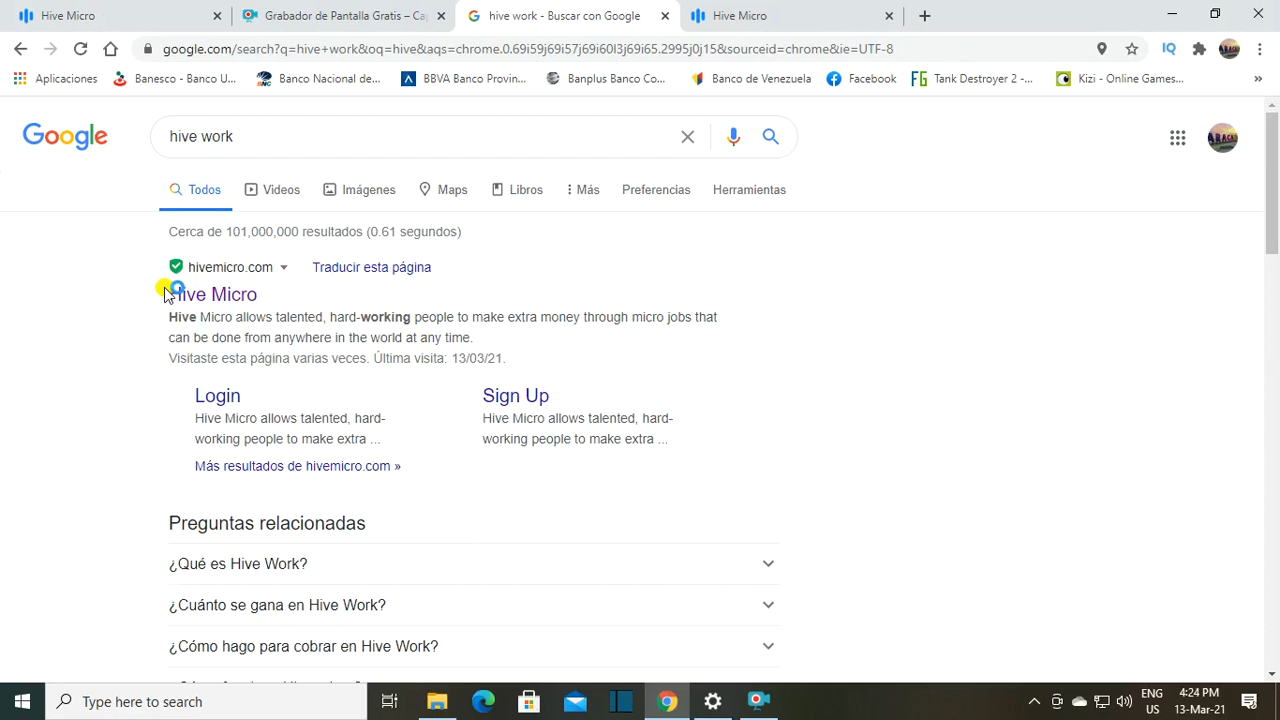 Hive Micro
Grabador de Pantalla Gratis – Ca
hive work - Buscar con Google
Hive Micro
google.com/search?q=hive+work&oq=hive&aqs=chrome.0.69i59j69i57j69i60l3j69i65.2995j0j15&sourceid=chrome&ie=UTF-8
IQ
Aplicaciones
Banesco - Banco U...
Banco Nacional de...
BBVA Banco Provin...
Banplus Banco Co...
Banco de Venezuela
Facebook
Tank Destroyer 2 -...
Kizi - Online Games...
»
Google
hive work
Todos
Videos
Imágenes
Maps
Libros
Más
Preferencias
Herramientas
Cerca de 101,000,000 resultados (0.61 segundos)
hivemicro.com
Traducir esta página
Hive Micro
Hive Micro allows talented, hard-working people to make extra money through micro jobs that
can be done from anywhere in the world at any time.
Visitaste esta página varias veces. Última visita: 13/03/21.
Login
Sign Up
Hive Micro allows talented, hard-
working people to make extra ...
Hive Micro allows talented, hard-
working people to make extra ...
Más resultados de hivemicro.com »
Preguntas relacionadas
¿Qué es Hive Work?
¿Cuánto se gana en Hive Work?
¿Cómo hago para cobrar en Hive Work?
Type here to search
ENG
US
4:24 PM
13-Mar-21